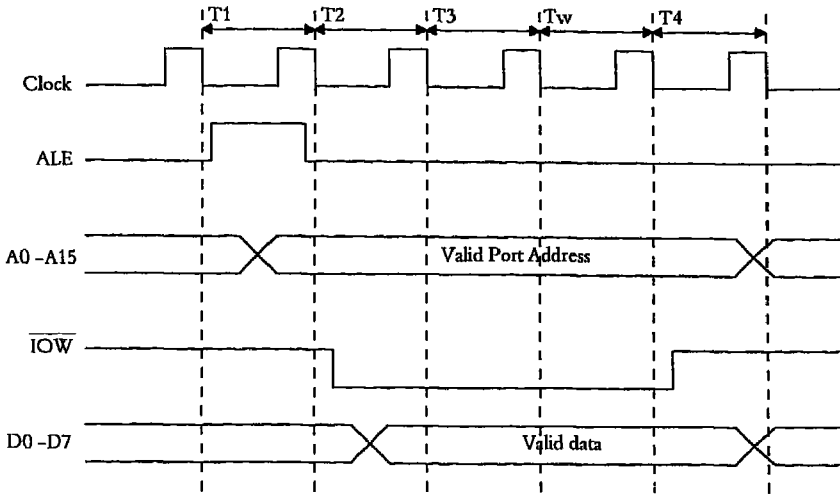 T1 T2 T3 Tw T4
Clock
ALE
A0 –A15 Valid Port Address
IOW
D0 –D7 Valid data